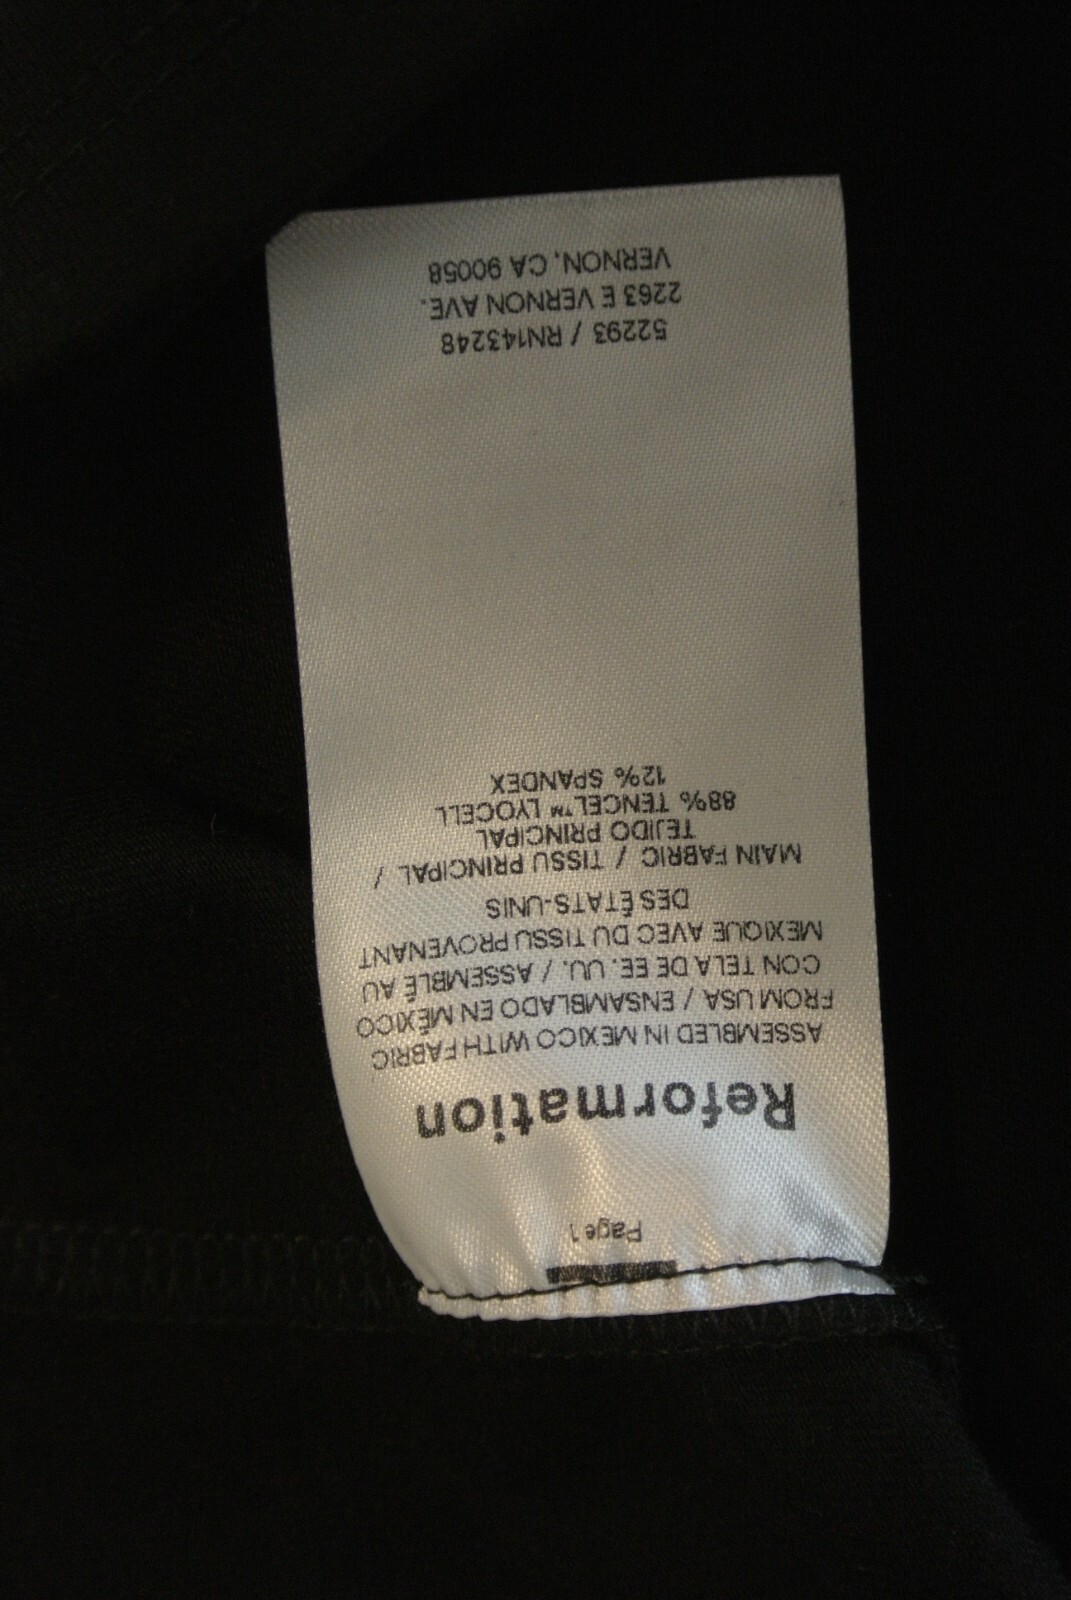 Page 1
Reformation
ASSEMBLED IN MEXICO WITH FABRIC
FROM USA / ENSAMBLADO EN MÉXICO
CON TELA DE EE. UU. / ASSEMBLÉ AU
MEXIQUE AVEC DU TISSU PROVENANT
DES ÉTATS-UNIS
MAIN FABRIC / TISSU PRINCIPAL /
TEJIDO PRINCIPAL
88% TENCEL™ LYOCELL
12% SPANDEX
52293 / RN143248
2263 E VERNON AVE.
VERNON, CA 90058